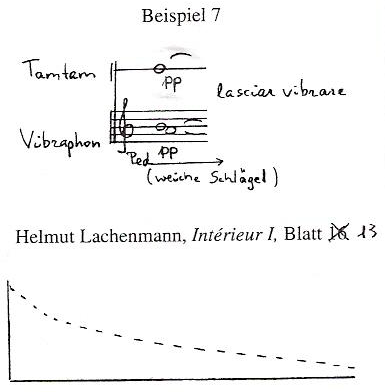 Beispiel 7
Tamtam
pp
lasciar vibrare
Vibraphon
Ped pp
(weiche Schlägel)
Helmut Lachenmann, Intérieur I, Blatt 16 13